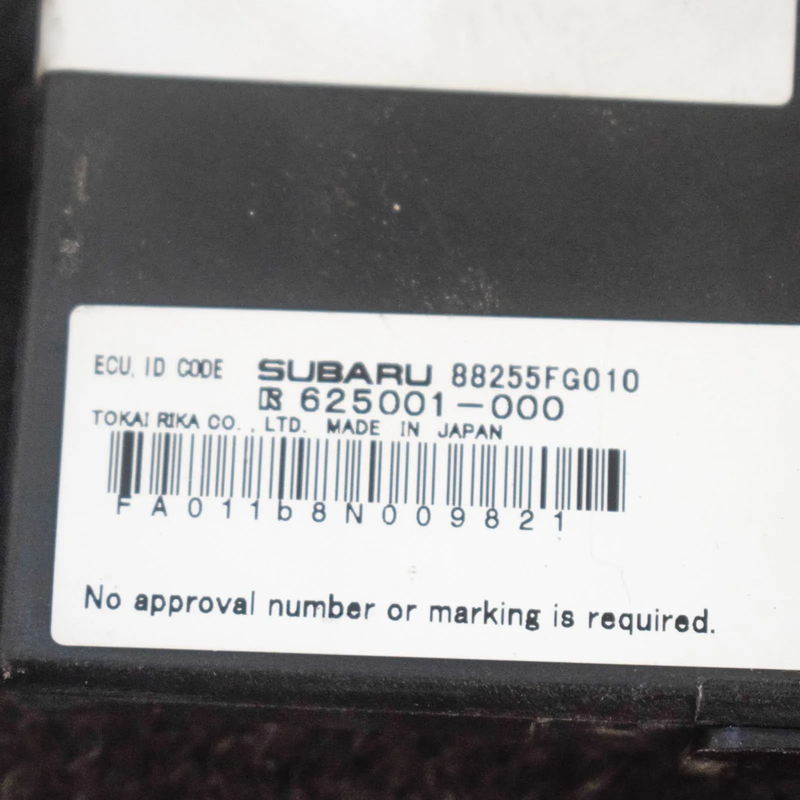 ECU, ID CODE SUBARU 88255FG010
625001-000
TOKAI RIKA CO., LTD. MADE IN JAPAN
FA011b8N009821
No approval number or marking is required.